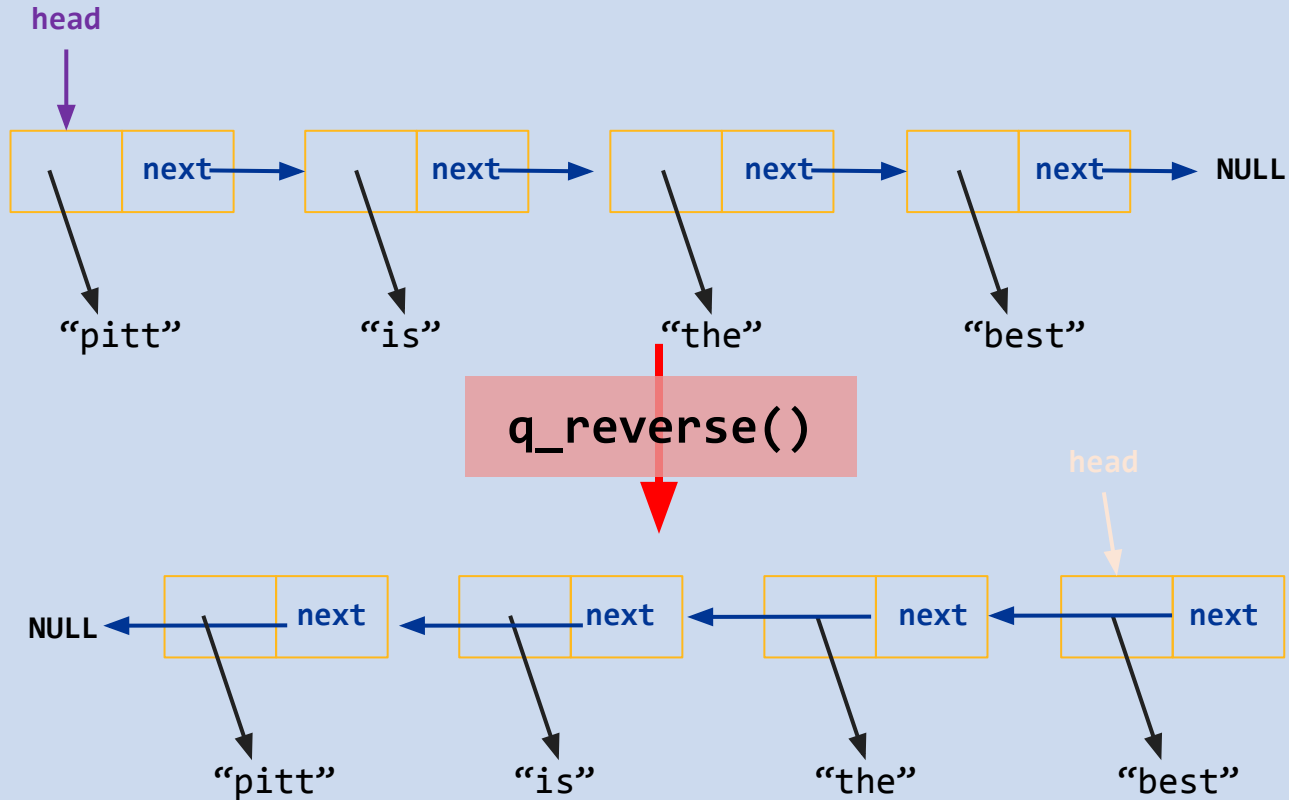 head
next next next next NULL
“pitt” “is” “the” “best”
q_reverse()
head
NULL next next next next
“pitt” “is” “the” “best”